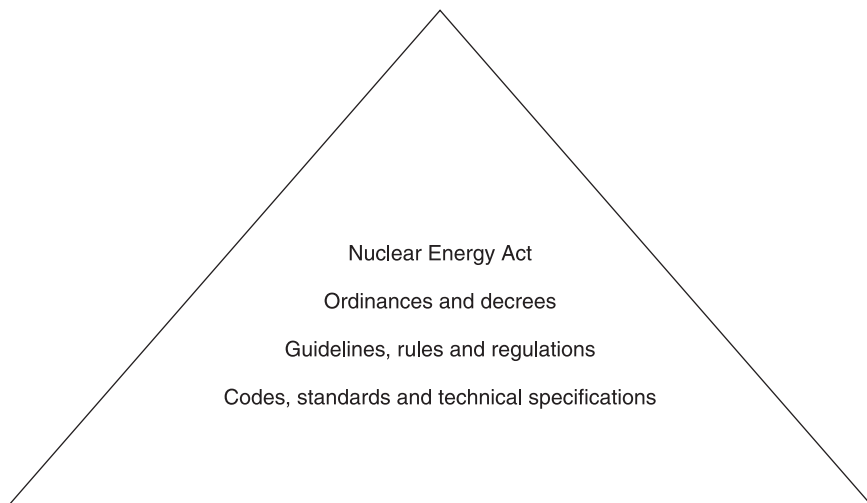 Nuclear Energy Act
Ordinances and decrees
Guidelines, rules and regulations
Codes, standards and technical specifications